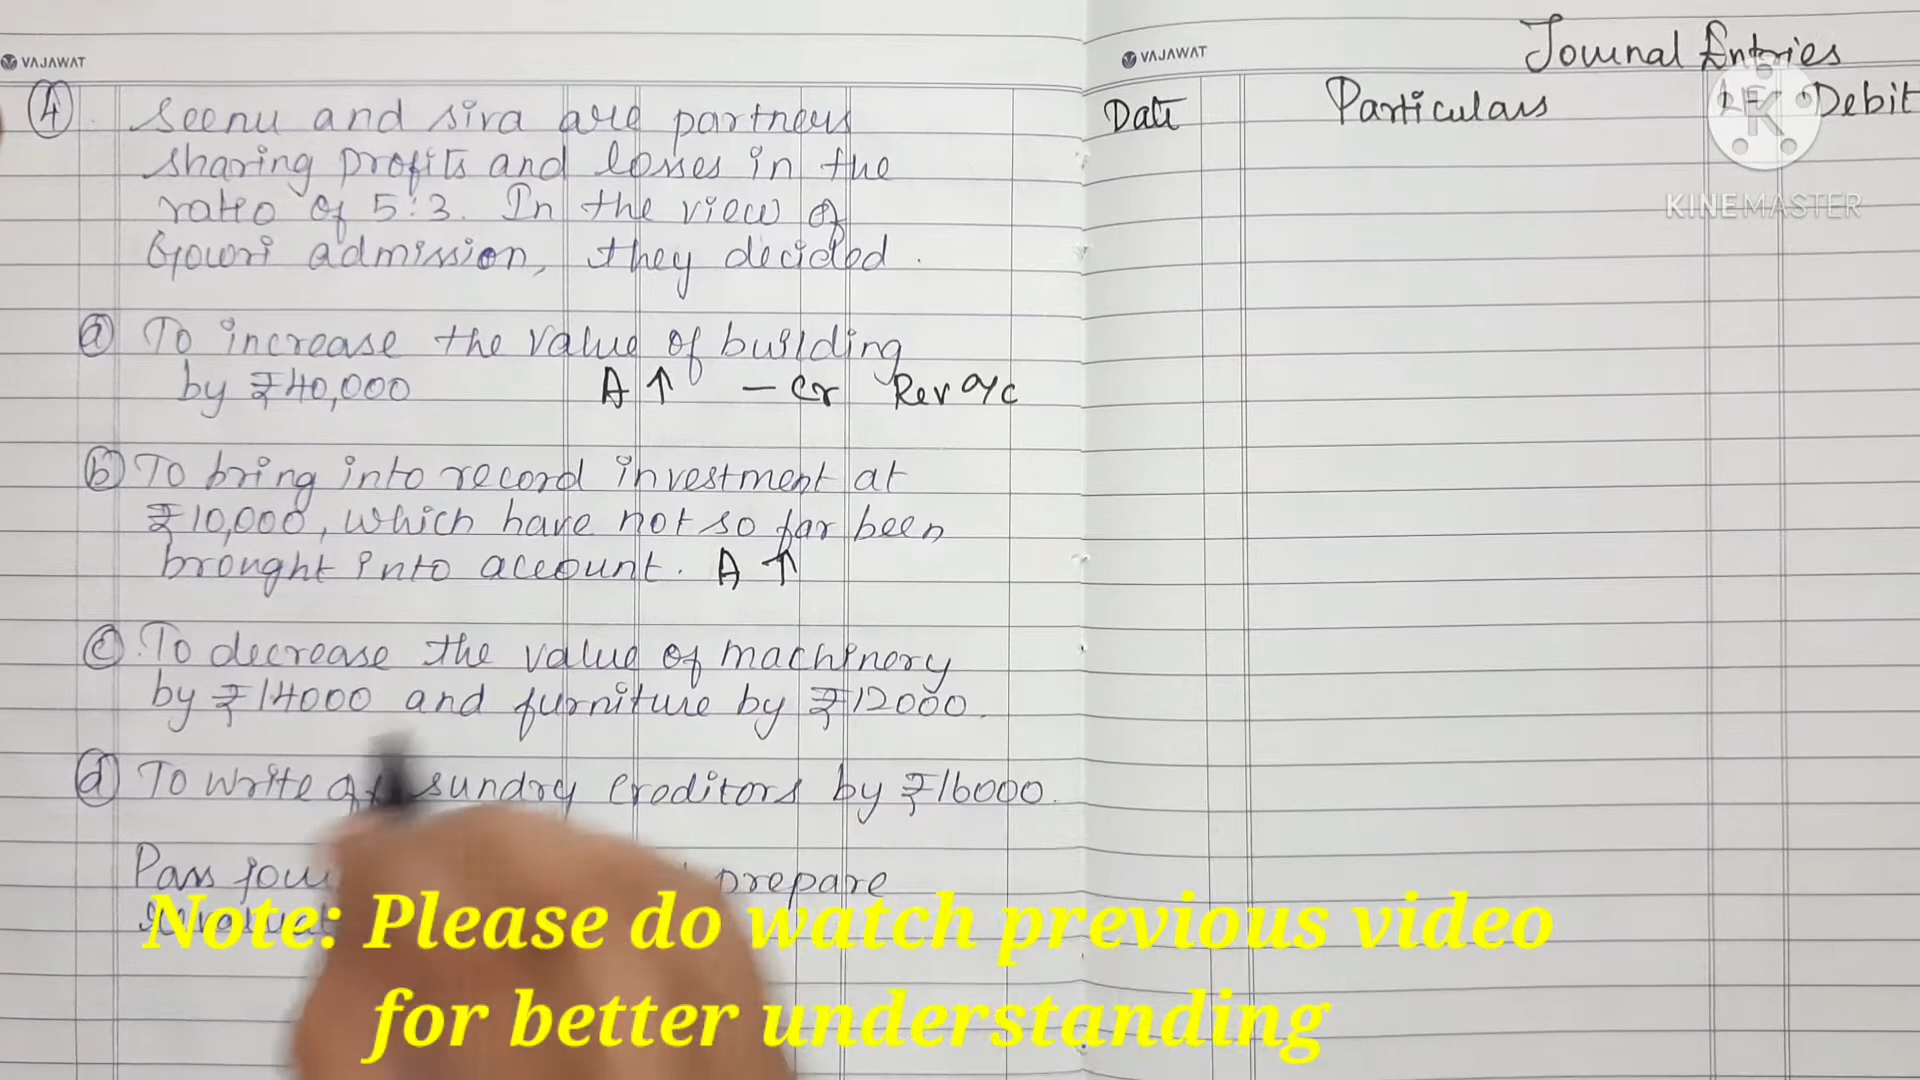 VAJAWAT
4 Seenu and Siva are partners
sharing profits and losses in the
ratio of 5:3. In the view of
Gowri admission, they decided.
a To increase the value of building
by ₹40,000 A ↑ – Cr Rev a/c
b To bring into record investment at
₹10,000, which have not so far been
brought into account. A ↑
c To decrease the value of machinery
by ₹14000 and furniture by ₹12000.
d To write sundry creditors by ₹16000.
Pass prepare
VAJAWAT
Journal Entries
Date Particulars LF Debit
KINEMASTER
Note: Please do watch previous video
for better understanding